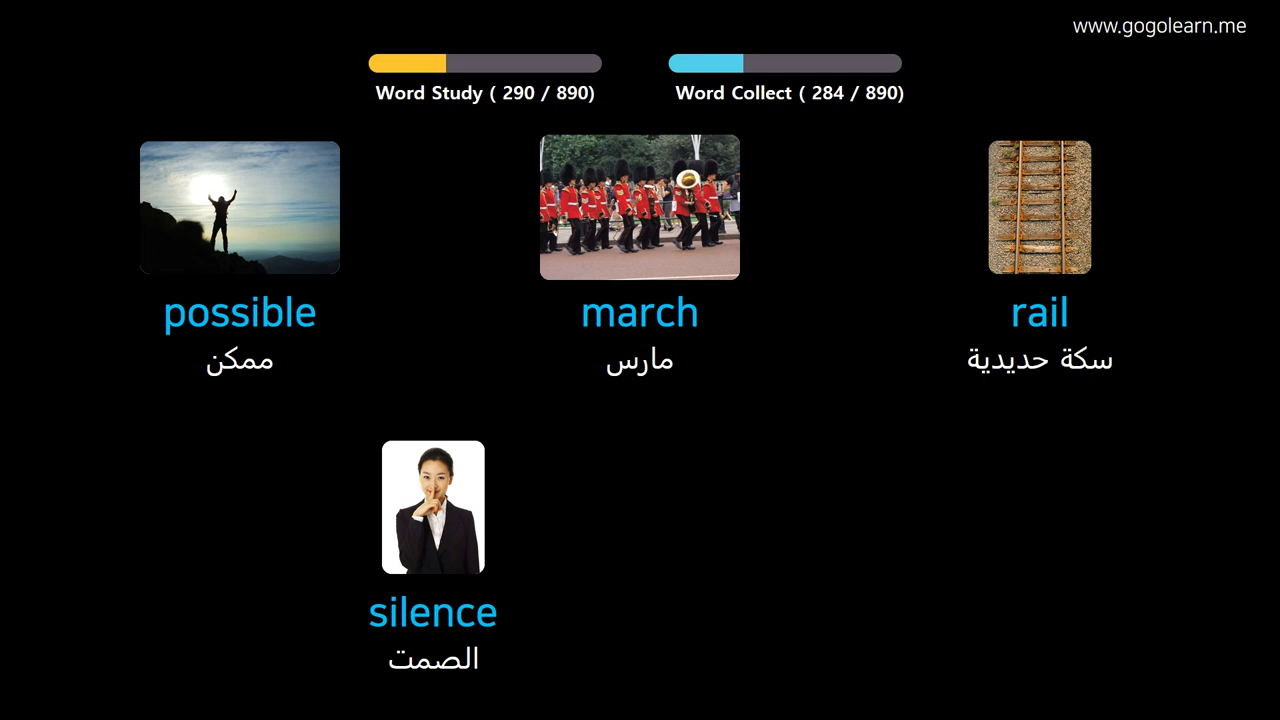 www.gogolearn.me
Word Study ( 290 / 890)
Word Collect ( 284 / 890)
possible
ممكن
march
مارس
rail
سكة حديدية
silence
الصمت